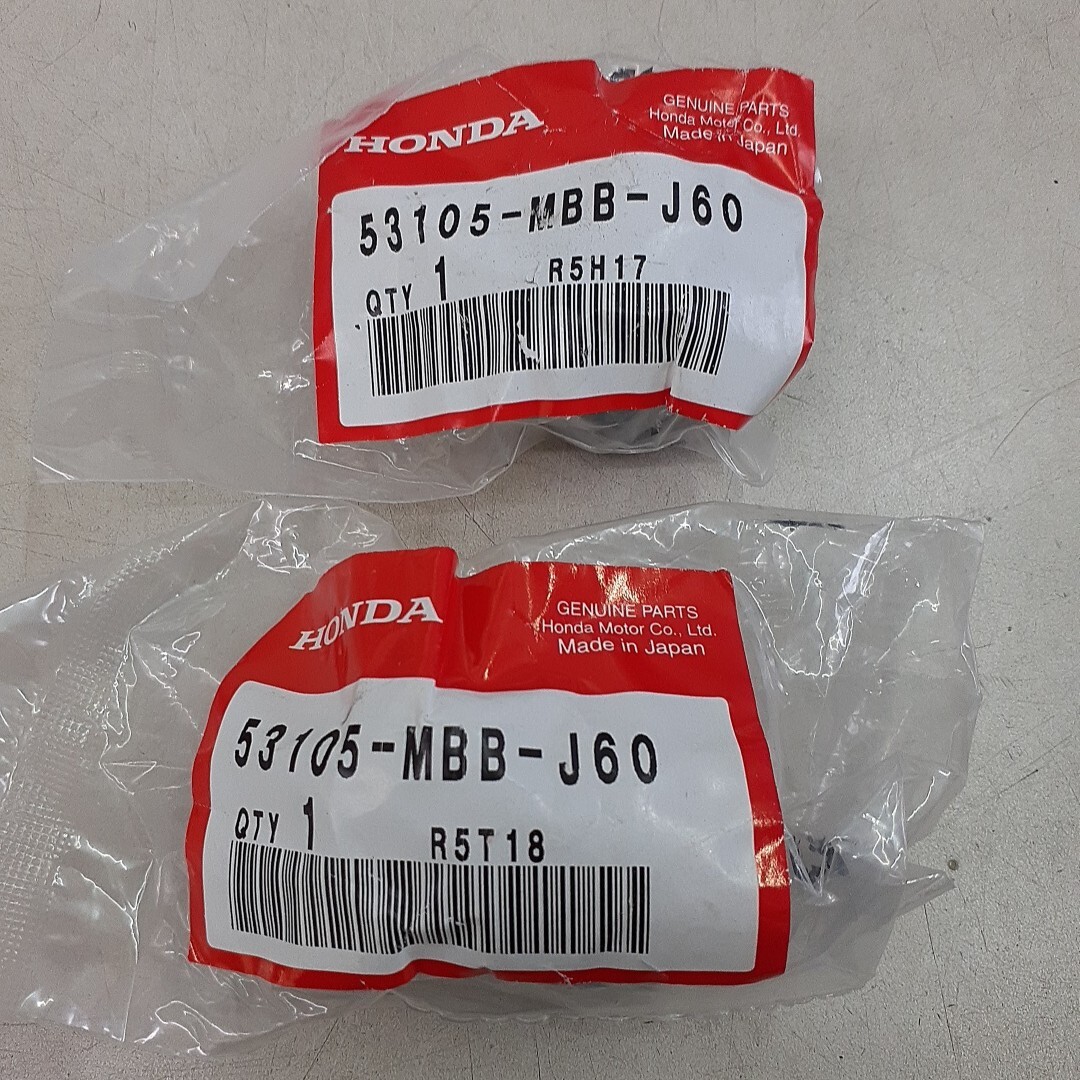 HONDA
GENUINE PARTS
Honda Motor Co., Ltd.
Made in Japan
53105-MBB-J60
QTY 1 R5H17
HONDA
GENUINE PARTS
Honda Motor Co., Ltd.
Made in Japan
53105-MBB-J60
QTY 1 R5T18